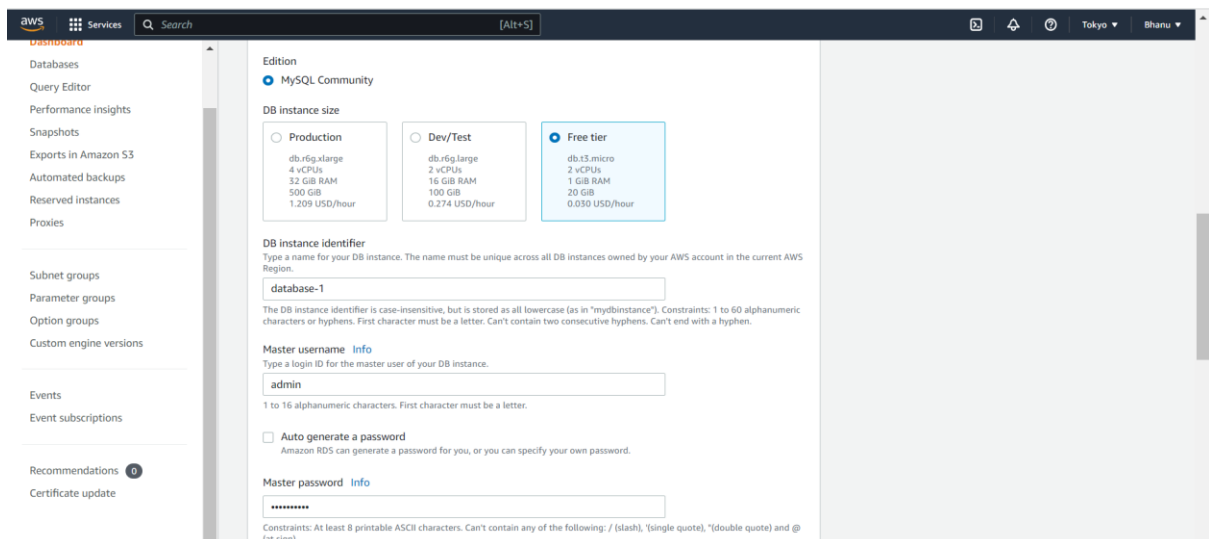 aws Services Search [Alt+S] Tokyo ▼ Bhanu ▼
Dashboard
Databases
Query Editor
Performance insights
Snapshots
Exports in Amazon S3
Automated backups
Reserved instances
Proxies
Subnet groups
Parameter groups
Option groups
Custom engine versions
Events
Event subscriptions
Recommendations 0
Certificate update
Edition
MySQL Community
DB instance size
Production
db.r6g.xlarge
4 vCPUs
32 GiB RAM
500 GiB
1.209 USD/hour
Dev/Test
db.r6g.large
2 vCPUs
16 GiB RAM
100 GiB
0.274 USD/hour
Free tier
db.t3.micro
2 vCPUs
1 GiB RAM
20 GiB
0.030 USD/hour
DB instance identifier
Type a name for your DB instance. The name must be unique across all DB instances owned by your AWS account in the current AWS
Region.
database-1
The DB instance identifier is case-insensitive, but is stored as all lowercase (as in "mydbinstance"). Constraints: 1 to 60 alphanumeric
characters or hyphens. First character must be a letter. Can't contain two consecutive hyphens. Can't end with a hyphen.
Master username Info
Type a login ID for the master user of your DB instance.
admin
1 to 16 alphanumeric characters. First character must be a letter.
Auto generate a password
Amazon RDS can generate a password for you, or you can specify your own password.
Master password Info
••••••••••
Constraints: At least 8 printable ASCII characters. Can't contain any of the following: / (slash), '(single quote), "(double quote) and @
(at sign).